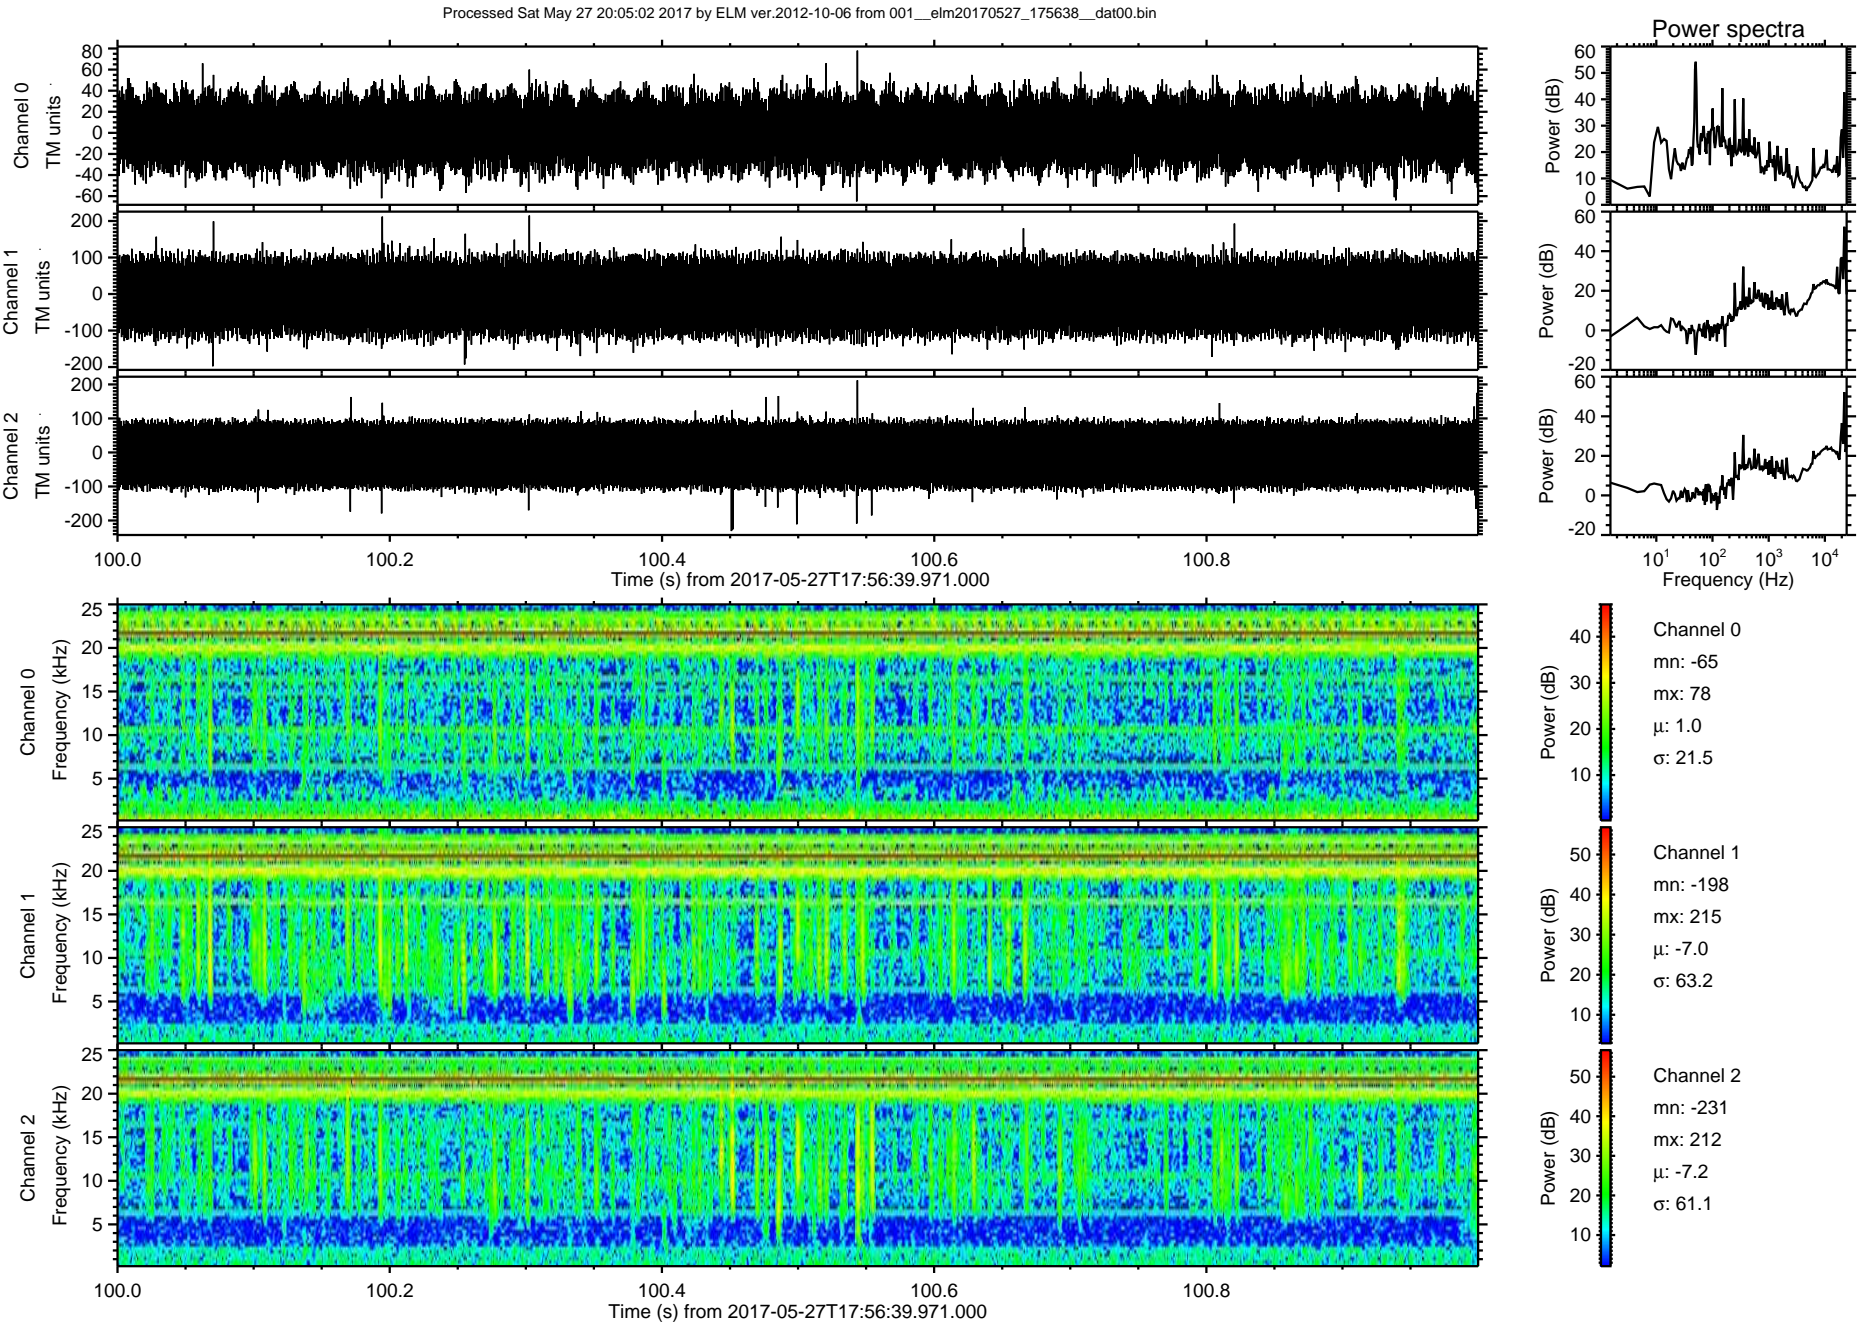 Processed Sat May 27 20:05:02 2017 by ELM ver.2012-10-06 from 001__elm20170527_175638__dat00.bin
Power spectra
Channel 0
TM units
80
60
40
20
0
-20
-40
-60
Power (dB)
60
50
40
30
20
10
0
Channel 1
TM units
200
100
0
-100
-200
Power (dB)
60
40
20
0
-20
Channel 2
TM units
200
100
0
-100
-200
Power (dB)
60
40
20
0
-20
100.0 100.2 100.4 100.6 100.8
Time (s) from 2017-05-27T17:56:39.971.000
10^1 10^2 10^3 10^4
Frequency (Hz)
Channel 0
Frequency (kHz)
25
20
15
10
5
Power (dB)
40
30
20
10
Channel 0
mn: -65
mx: 78
μ: 1.0
σ: 21.5
Channel 1
Frequency (kHz)
25
20
15
10
5
Power (dB)
50
40
30
20
10
Channel 1
mn: -198
mx: 215
μ: -7.0
σ: 63.2
Channel 2
Frequency (kHz)
25
20
15
10
5
Power (dB)
50
40
30
20
10
Channel 2
mn: -231
mx: 212
μ: -7.2
σ: 61.1
100.0 100.2 100.4 100.6 100.8
Time (s) from 2017-05-27T17:56:39.971.000